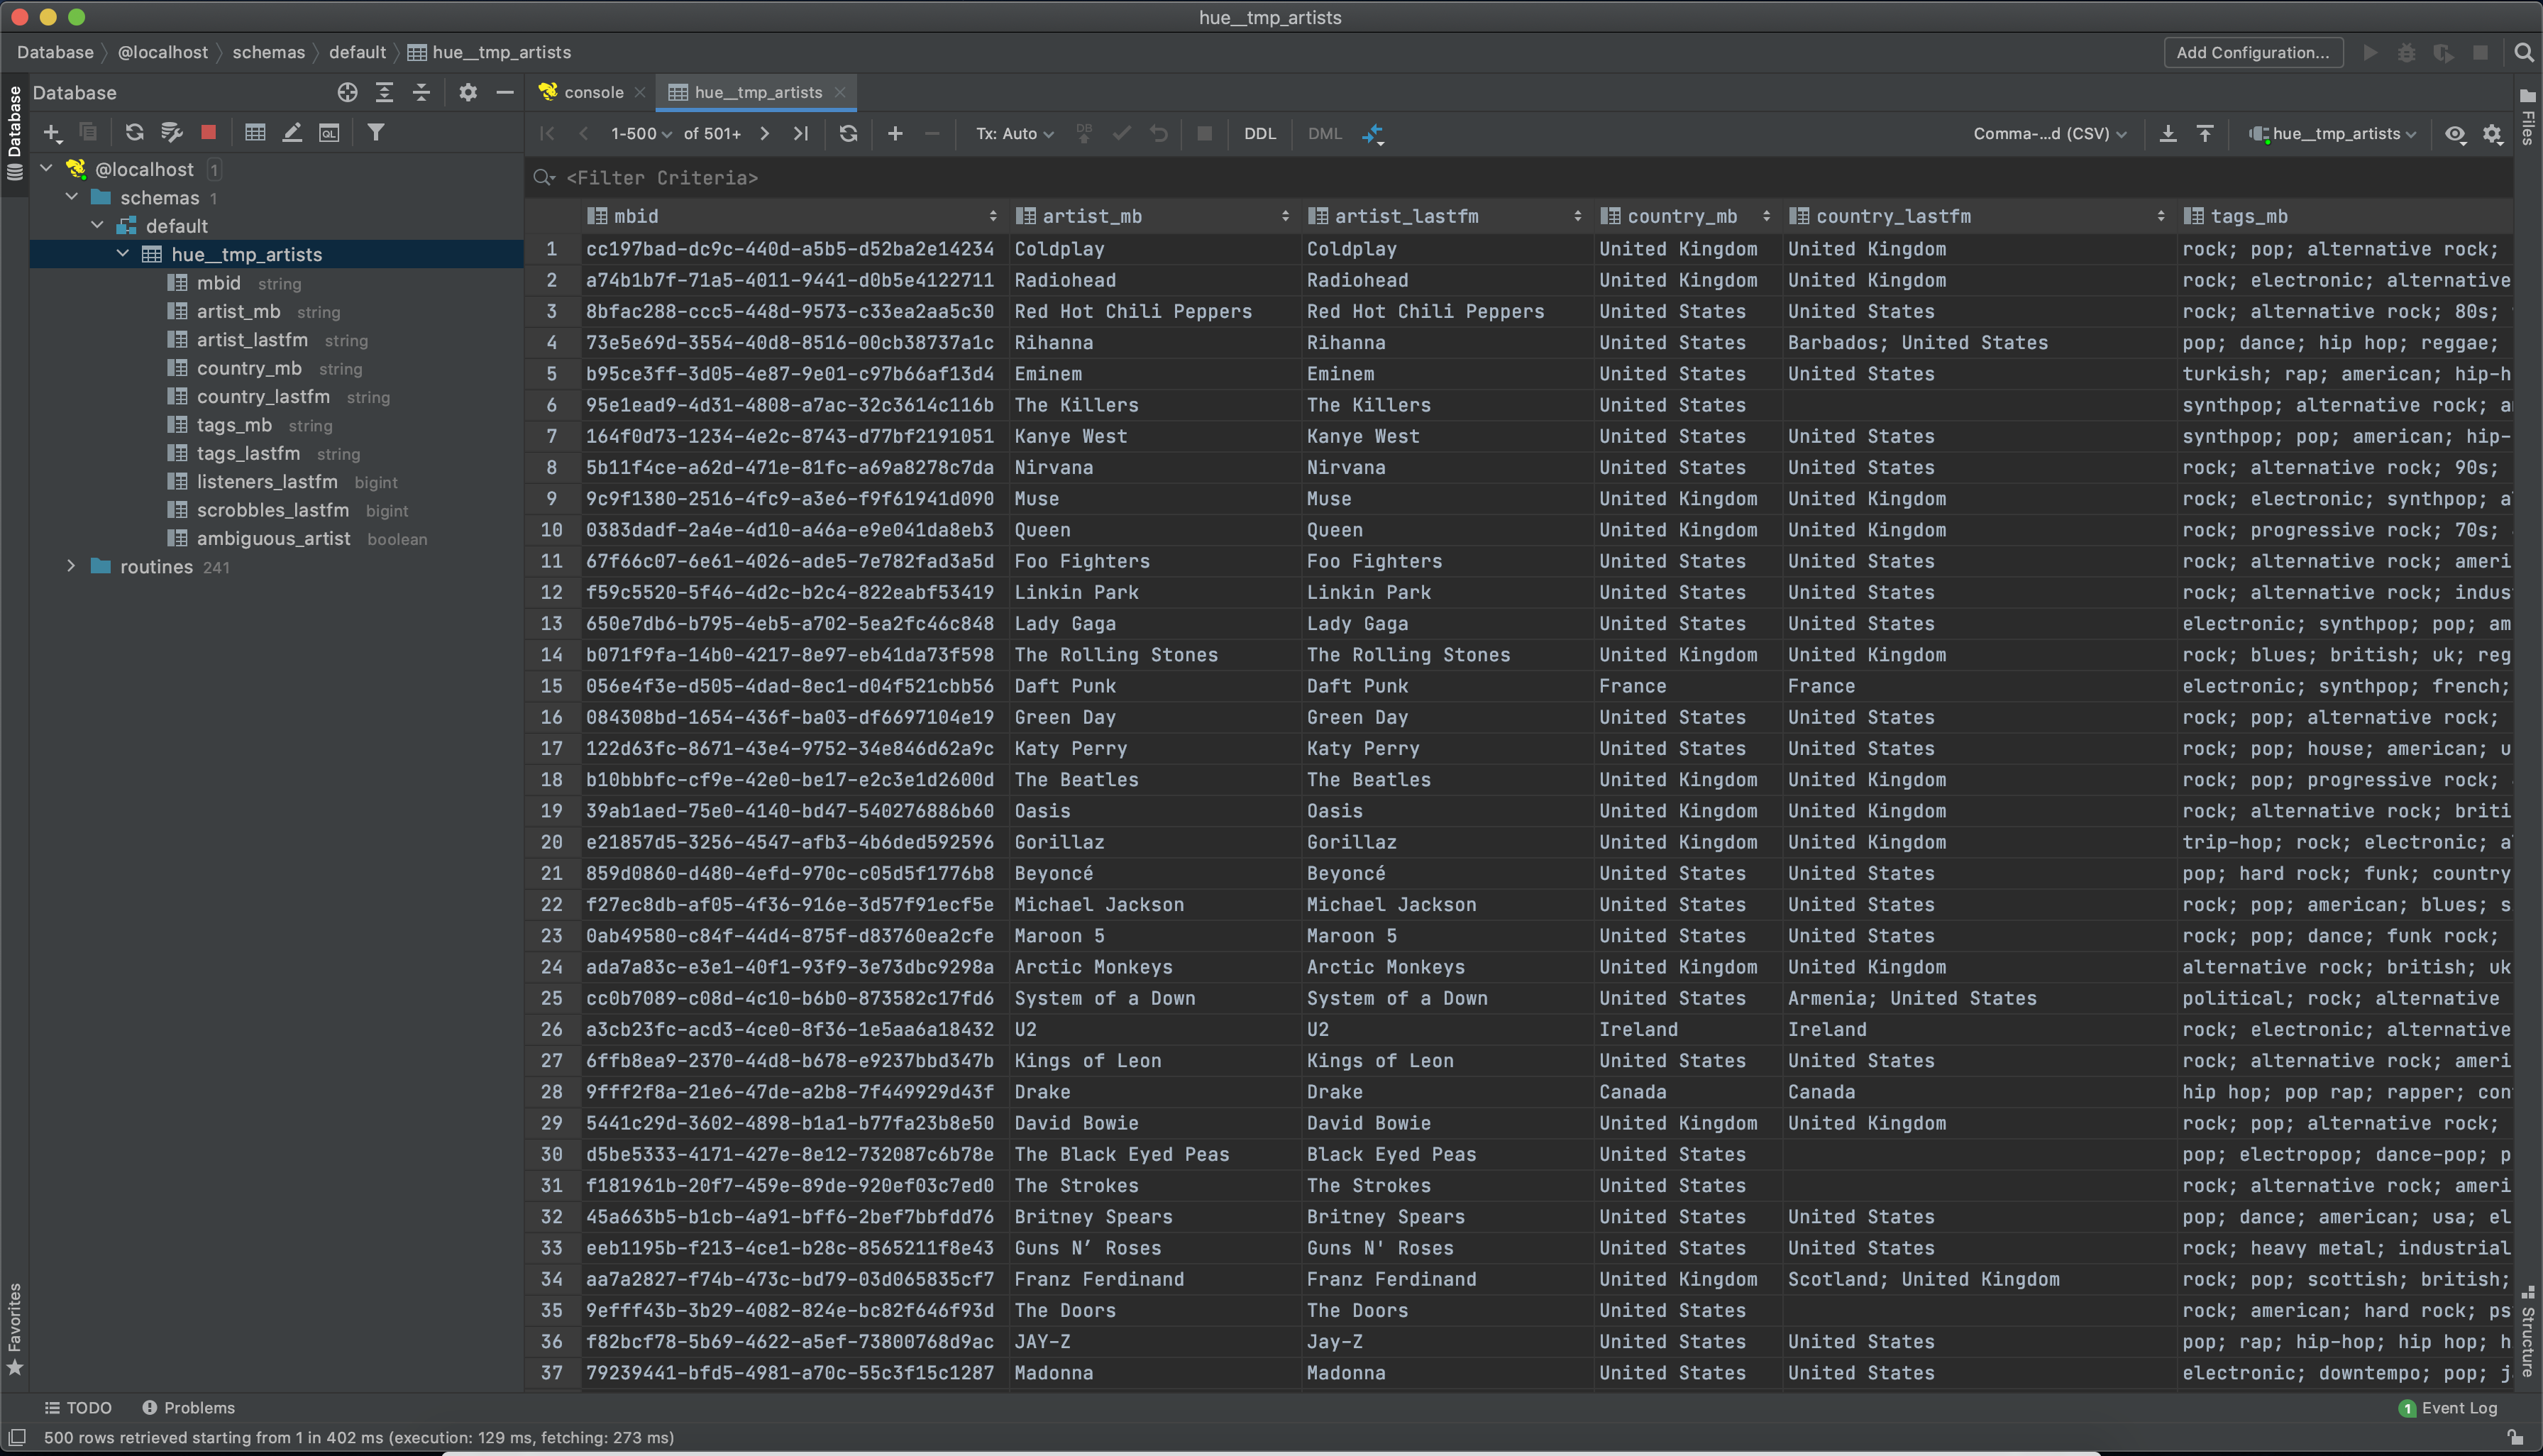 hue__tmp_artists
Database @localhost schemas default hue__tmp_artists Add Configuration...
Database
Files
Favorites
Structure
Database
console hue__tmp_artists
1-500 of 501+ Tx: Auto DB DDL DML Comma-...d (CSV) hue__tmp_artists
QL
<Filter Criteria>
@localhost 1
schemas 1
default
hue__tmp_artists
mbid string
artist_mb string
artist_lastfm string
country_mb string
country_lastfm string
tags_mb string
tags_lastfm string
listeners_lastfm bigint
scrobbles_lastfm bigint
ambiguous_artist boolean
routines 241
mbid artist_mb artist_lastfm country_mb country_lastfm tags_mb
1 cc197bad-dc9c-440d-a5b5-d52ba2e14234 Coldplay Coldplay United Kingdom United Kingdom rock; pop; alternative rock;
2 a74b1b7f-71a5-4011-9441-d0b5e4122711 Radiohead Radiohead United Kingdom United Kingdom rock; electronic; alternative
3 8bfac288-ccc5-448d-9573-c33ea2aa5c30 Red Hot Chili Peppers Red Hot Chili Peppers United States United States rock; alternative rock; 80s;
4 73e5e69d-3554-40d8-8516-00cb38737a1c Rihanna Rihanna United States Barbados; United States pop; dance; hip hop; reggae;
5 b95ce3ff-3d05-4e87-9e01-c97b66af13d4 Eminem Eminem United States United States turkish; rap; american; hip-h
6 95e1ead9-4d31-4808-a7ac-32c3614c116b The Killers The Killers United States synthpop; alternative rock; a
7 164f0d73-1234-4e2c-8743-d77bf2191051 Kanye West Kanye West United States United States synthpop; pop; american; hip-
8 5b11f4ce-a62d-471e-81fc-a69a8278c7da Nirvana Nirvana United States United States rock; alternative rock; 90s;
9 9c9f1380-2516-4fc9-a3e6-f9f61941d090 Muse Muse United Kingdom United Kingdom rock; electronic; synthpop; a
10 0383dadf-2a4e-4d10-a46a-e9e041da8eb3 Queen Queen United Kingdom United Kingdom rock; progressive rock; 70s;
11 67f66c07-6e61-4026-ade5-7e782fad3a5d Foo Fighters Foo Fighters United States United States rock; alternative rock; ameri
12 f59c5520-5f46-4d2c-b2c4-822eabf53419 Linkin Park Linkin Park United States United States rock; alternative rock; indus
13 650e7db6-b795-4eb5-a702-5ea2fc46c848 Lady Gaga Lady Gaga United States United States electronic; synthpop; pop; am
14 b071f9fa-14b0-4217-8e97-eb41da73f598 The Rolling Stones The Rolling Stones United Kingdom United Kingdom rock; blues; british; uk; reg
15 056e4f3e-d505-4dad-8ec1-d04f521cbb56 Daft Punk Daft Punk France France electronic; synthpop; french;
16 084308bd-1654-436f-ba03-df6697104e19 Green Day Green Day United States United States rock; pop; alternative rock;
17 122d63fc-8671-43e4-9752-34e846d62a9c Katy Perry Katy Perry United States United States rock; pop; house; american; u
18 b10bbbfc-cf9e-42e0-be17-e2c3e1d2600d The Beatles The Beatles United Kingdom United Kingdom rock; pop; progressive rock;
19 39ab1aed-75e0-4140-bd47-540276886b60 Oasis Oasis United Kingdom United Kingdom rock; alternative rock; briti
20 e21857d5-3256-4547-afb3-4b6ded592596 Gorillaz Gorillaz United Kingdom United Kingdom trip-hop; rock; electronic; a
21 859d0860-d480-4efd-970c-c05d5f1776b8 Beyoncé Beyoncé United States United States pop; hard rock; funk; country
22 f27ec8db-af05-4f36-916e-3d57f91ecf5e Michael Jackson Michael Jackson United States United States rock; pop; american; blues; s
23 0ab49580-c84f-44d4-875f-d83760ea2cfe Maroon 5 Maroon 5 United States United States rock; pop; dance; funk rock;
24 ada7a83c-e3e1-40f1-93f9-3e73dbc9298a Arctic Monkeys Arctic Monkeys United Kingdom United Kingdom alternative rock; british; uk
25 cc0b7089-c08d-4c10-b6b0-873582c17fd6 System of a Down System of a Down United States Armenia; United States political; rock; alternative
26 a3cb23fc-acd3-4ce0-8f36-1e5aa6a18432 U2 U2 Ireland Ireland rock; electronic; alternative
27 6ffb8ea9-2370-44d8-b678-e9237bbd347b Kings of Leon Kings of Leon United States United States rock; alternative rock; ameri
28 9fff2f8a-21e6-47de-a2b8-7f449929d43f Drake Drake Canada Canada hip hop; pop rap; rapper; con
29 5441c29d-3602-4898-b1a1-b77fa23b8e50 David Bowie David Bowie United Kingdom United Kingdom rock; pop; alternative rock;
30 d5be5333-4171-427e-8e12-732087c6b78e The Black Eyed Peas Black Eyed Peas United States pop; electropop; dance-pop; p
31 f181961b-20f7-459e-89de-920ef03c7ed0 The Strokes The Strokes United States rock; alternative rock; ameri
32 45a663b5-b1cb-4a91-bff6-2bef7bbfdd76 Britney Spears Britney Spears United States United States pop; dance; american; usa; el
33 eeb1195b-f213-4ce1-b28c-8565211f8e43 Guns N’ Roses Guns N' Roses United States United States rock; heavy metal; industrial
34 aa7a2827-f74b-473c-bd79-03d065835cf7 Franz Ferdinand Franz Ferdinand United Kingdom Scotland; United Kingdom rock; pop; scottish; british;
35 9efff43b-3b29-4082-824e-bc82f646f93d The Doors The Doors United States rock; american; hard rock; ps
36 f82bcf78-5b69-4622-a5ef-73800768d9ac JAY-Z Jay-Z United States United States pop; rap; hip-hop; hip hop; h
37 79239441-bfd5-4981-a70c-55c3f15c1287 Madonna Madonna United States United States electronic; downtempo; pop; j
TODO Problems 1 Event Log
500 rows retrieved starting from 1 in 402 ms (execution: 129 ms, fetching: 273 ms)